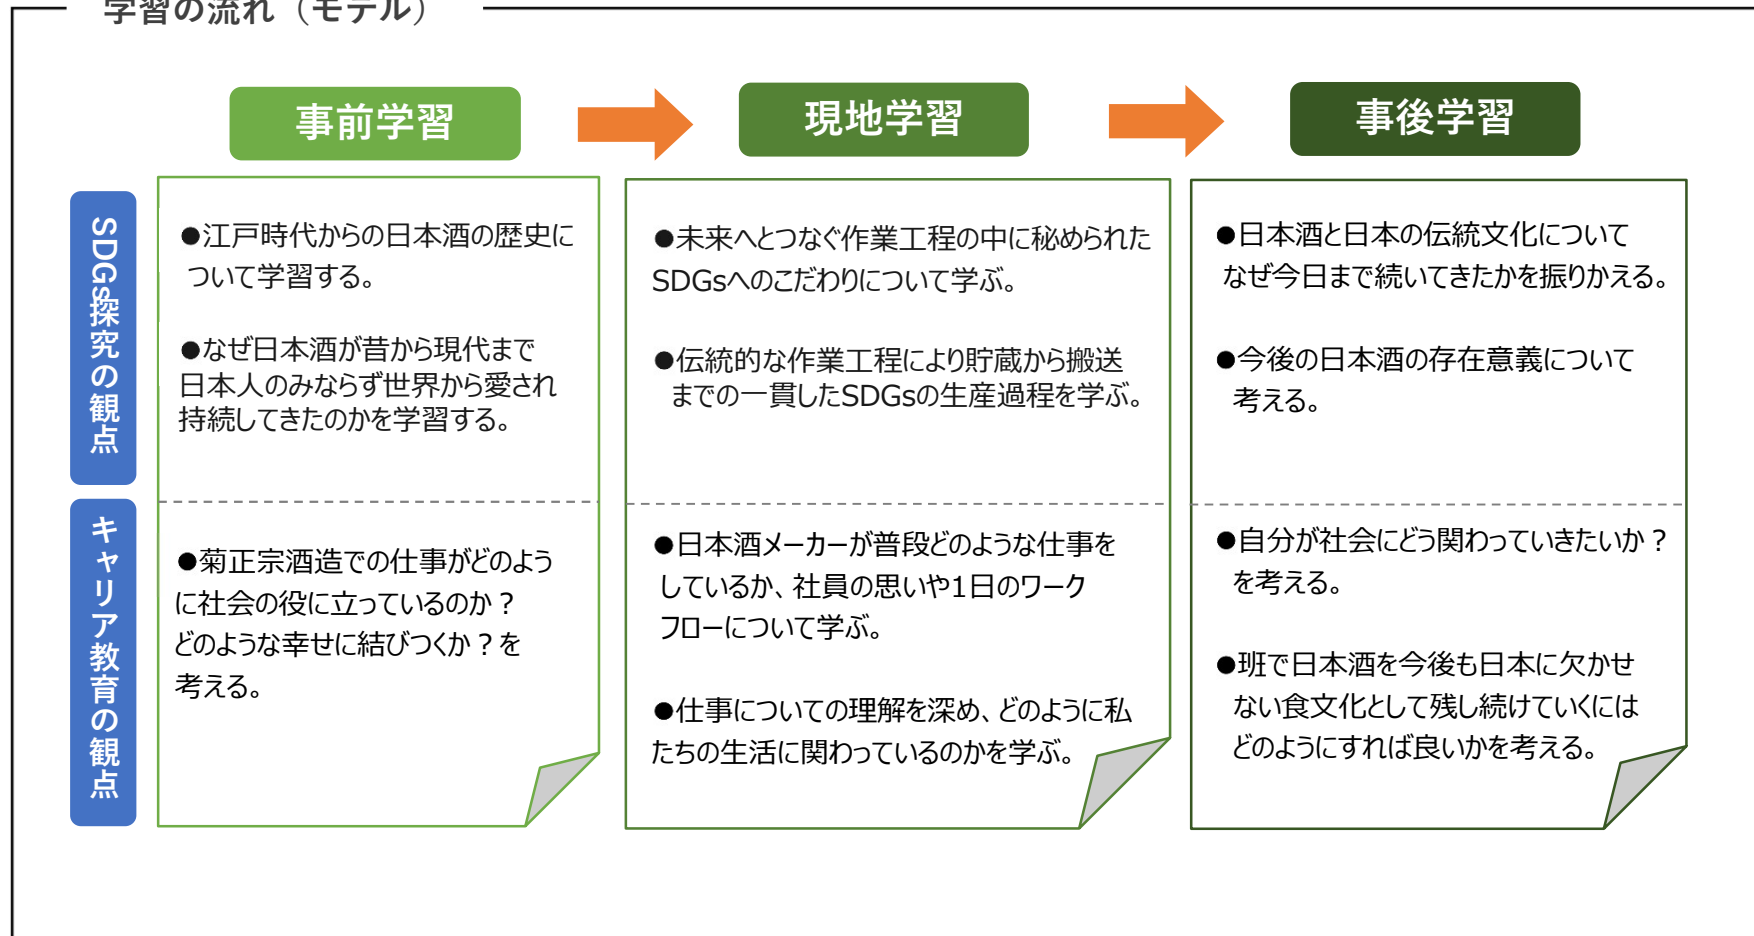 学習の流れ（モデル）
事前学習
現地学習
事後学習
SDGs探究の観点
●江戸時代からの日本酒の歴史に
ついて学習する。
●なぜ日本酒が昔から現代まで
日本人のみならず世界から愛され
持続してきたのかを学習する。
●未来へとつなぐ作業工程の中に秘められた
SDGsへのこだわりについて学ぶ。
●伝統的な作業工程により貯蔵から搬送
までの一貫したSDGsの生産過程を学ぶ。
●日本酒と日本の伝統文化について
なぜ今日まで続いてきたかを振りかえる。
●今後の日本酒の存在意義について
考える。
キャリア教育の観点
●菊正宗酒造での仕事がどのよう
に社会の役に立っているのか？
どのような幸せに結びつくか？を
考える。
●日本酒メーカーが普段どのような仕事を
しているか、社員の思いや1日のワーク
フローについて学ぶ。
●仕事についての理解を深め、どのように私
たちの生活に関わっているのかを学ぶ。
●自分が社会にどう関わっていきたいか？
を考える。
●班で日本酒を今後も日本に欠かせ
ない食文化として残し続けていくには
どのようにすれば良いかを考える。